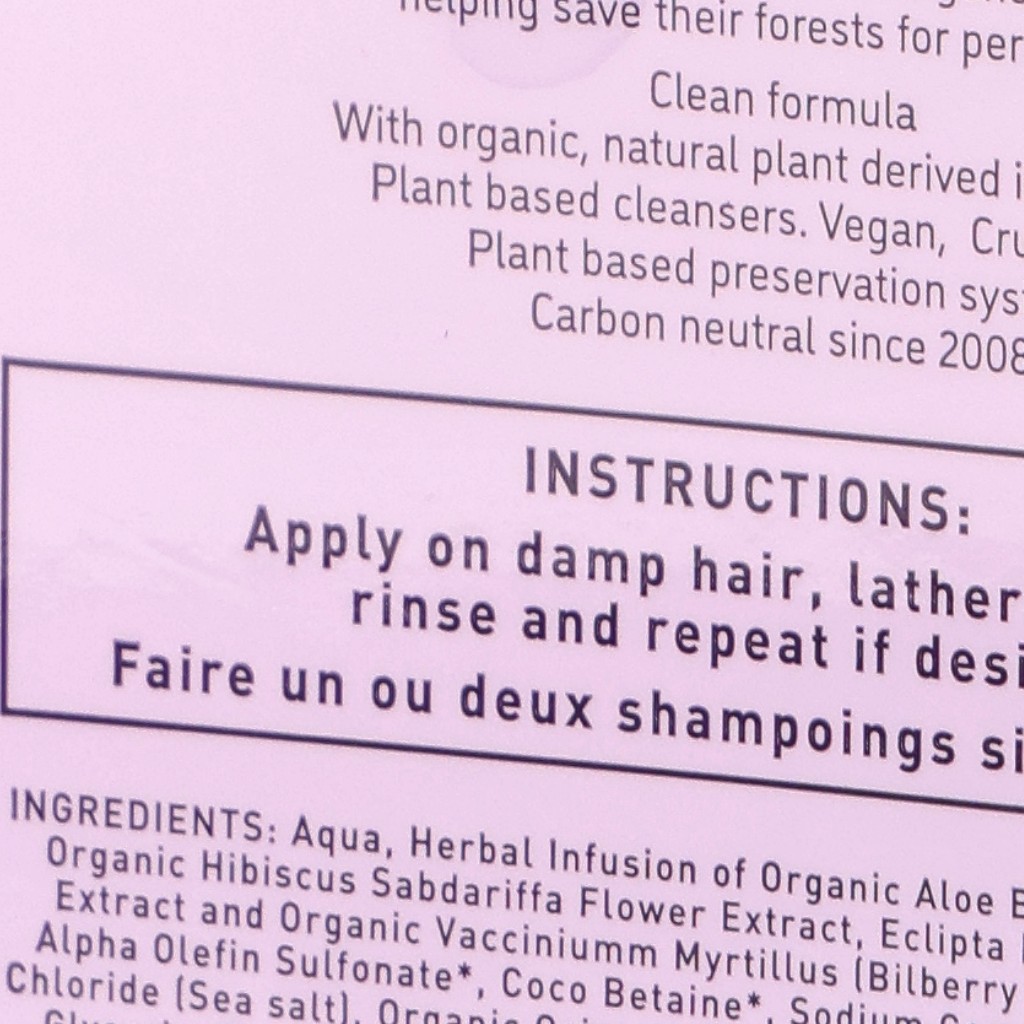 helping save their forests for per
Clean formula
With organic, natural plant derived i
Plant based cleansers. Vegan, Cru
Plant based preservation sys
Carbon neutral since 2008
INSTRUCTIONS:
Apply on damp hair, lather
rinse and repeat if desi
Faire un ou deux shampoings si
INGREDIENTS: Aqua, Herbal Infusion of Organic Aloe B
Organic Hibiscus Sabdariffa Flower Extract, Eclipta
Extract and Organic Vacciniumm Myrtillus (Bilberry
Alpha Olefin Sulfonate*, Coco Betaine*, Sodium
Chloride (Sea salt), Organic